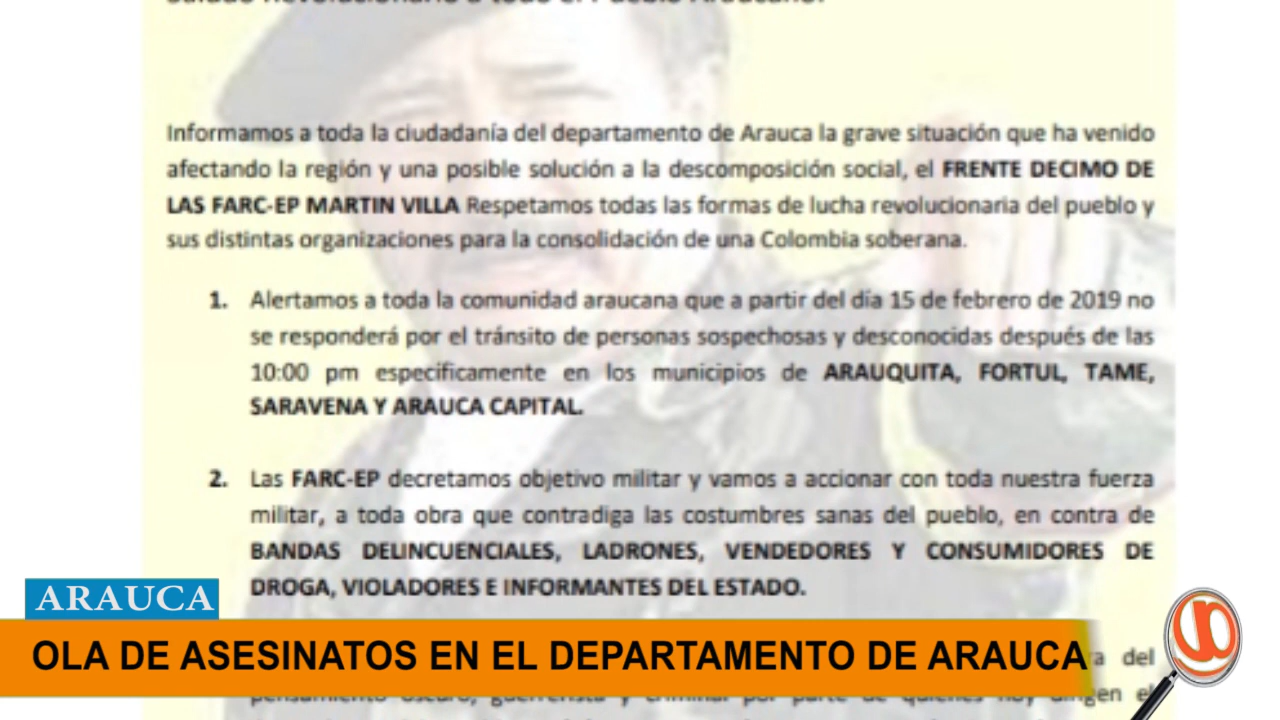 Informamos a toda la ciudadanía del departamento de Arauca la grave situación que ha venido
afectando la región y una posible solución a la descomposición social, el FRENTE DECIMO DE
LAS FARC-EP MARTIN VILLA Respetamos todas las formas de lucha revolucionaria del pueblo y
sus distintas organizaciones para la consolidación de una Colombia soberana.
1. Alertamos a toda la comunidad araucana que a partir del día 15 de febrero de 2019 no
se responderá por el tránsito de personas sospechosas y desconocidas después de las
10:00 pm especificamente en los municipios de ARAUQUITA, FORTUL, TAME,
SARAVENA Y ARAUCA CAPITAL.
2. Las FARC-EP decretamos objetivo militar y vamos a accionar con toda nuestra fuerza
militar, a toda obra que contradiga las costumbres sanas del pueblo, en contra de
BANDAS DELINCUENCIALES, LADRONES, VENDEDORES Y CONSUMIDORES DE
DROGA, VIOLADORES E INFORMANTES DEL ESTADO.
ARAUCA
OLA DE ASESINATOS EN EL DEPARTAMENTO DE ARAUCA
del